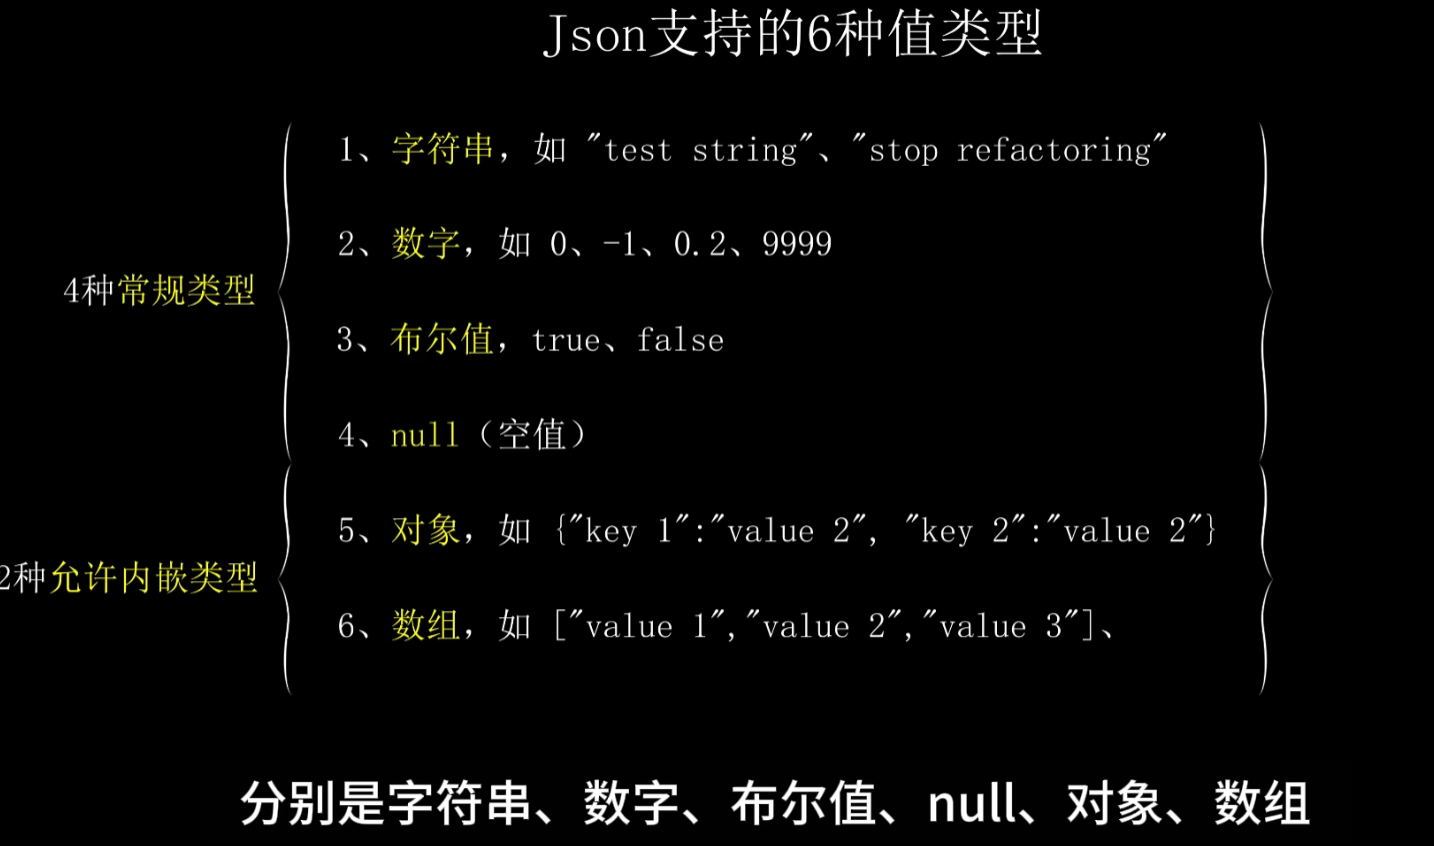 Json支持的6种值类型
1、字符串，如 "test string"、"stop refactoring"
2、数字，如 0、-1、0.2、9999
4种常规类型
3、布尔值，true、false
4、null（空值）
5、对象，如 {"key 1":"value 2", "key 2":"value 2"}
2种允许内嵌类型
6、数组，如 ["value 1","value 2","value 3"]、
分别是字符串、数字、布尔值、null、对象、数组